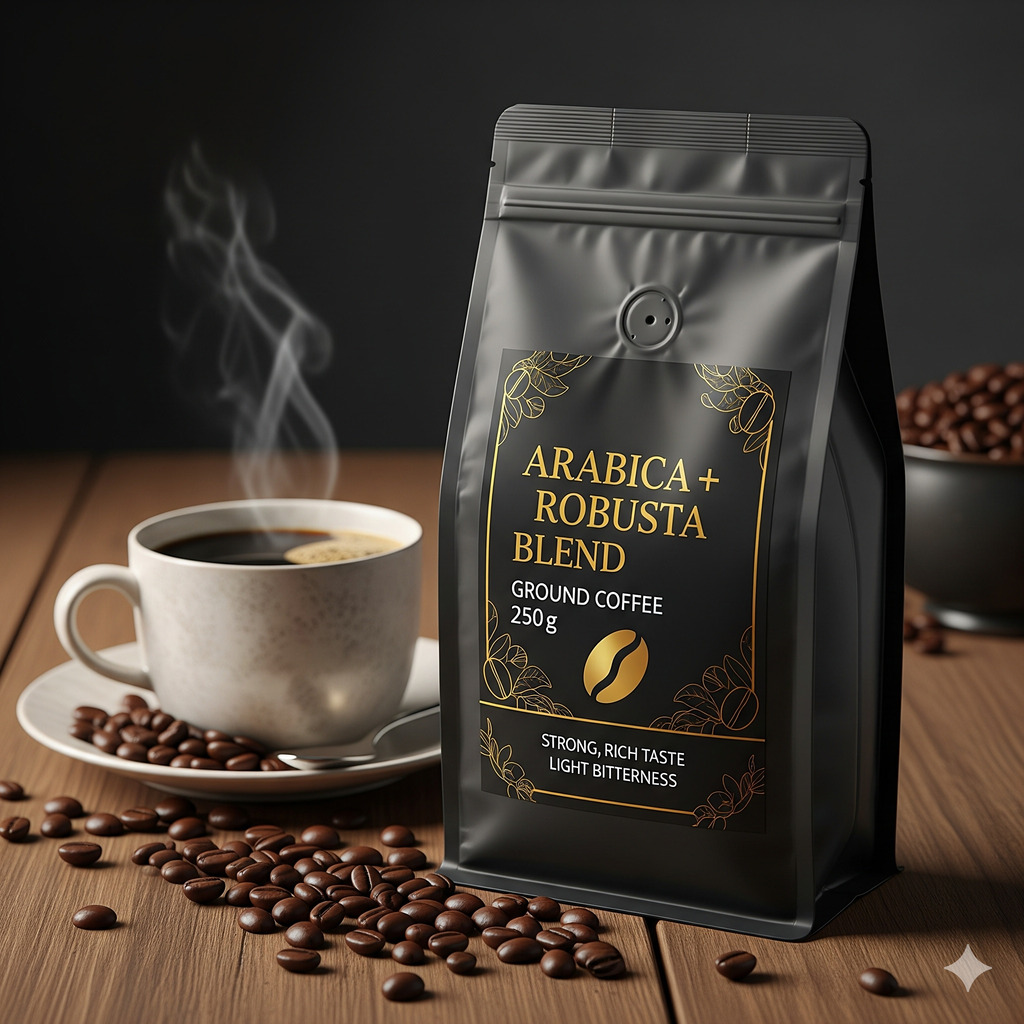 ARABICA +
ROBUSTA
BLEND
GROUND COFFEE
250 g
STRONG, RICH TASTE
LIGHT BITTERNESS